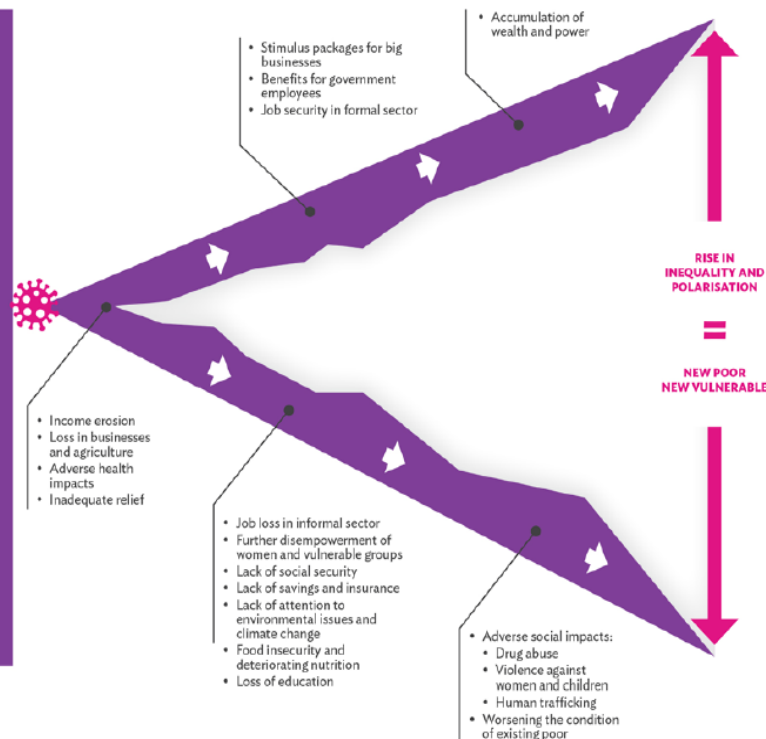 • Accumulation of
wealth and power
• Stimulus packages for big
businesses
• Benefits for government
employees
• Job security in formal sector
RISE IN
INEQUALITY AND
POLARISATION
=
NEW POOR
NEW VULNERABLE
• Income erosion
• Loss in businesses
and agriculture
• Adverse health
impacts
• Inadequate relief
• Job loss in informal sector
• Further disempowerment of
women and vulnerable groups
• Lack of social security
• Lack of savings and insurance
• Lack of attention to
environmental issues and
climate change
• Food insecurity and
deteriorating nutrition
• Loss of education
• Adverse social impacts:
• Drug abuse
• Violence against
women and children
• Human trafficking
• Worsening the condition
of existing poor